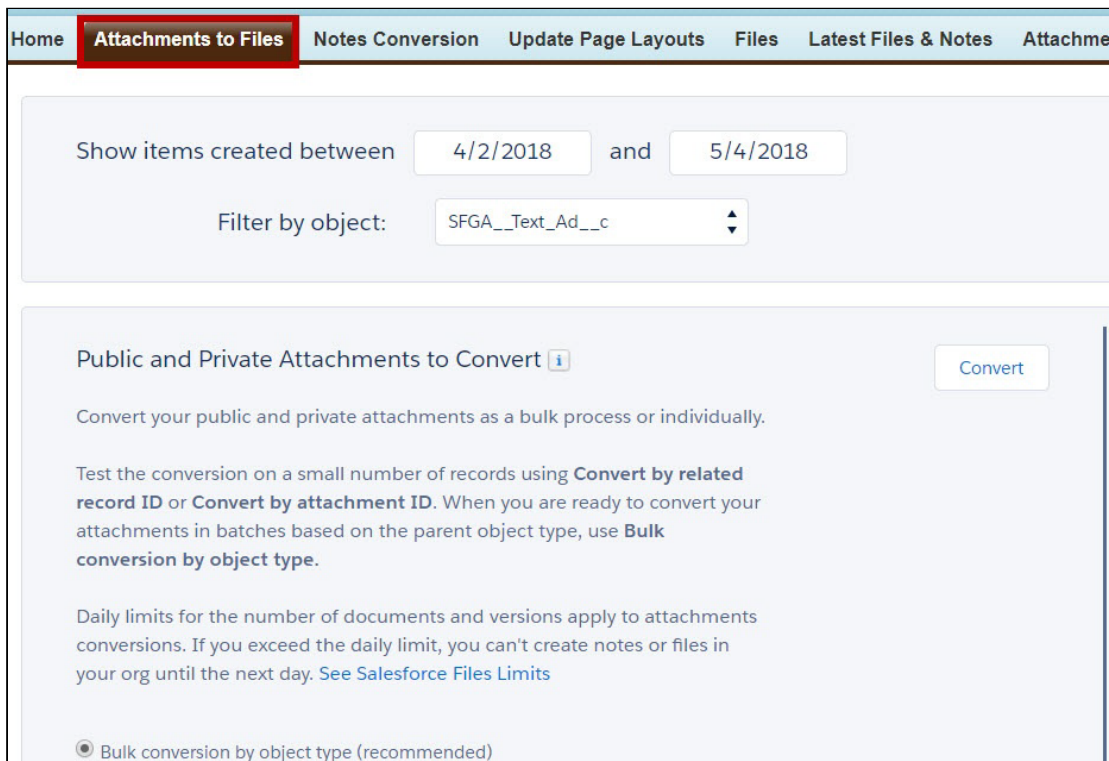 Home Attachments to Files Notes Conversion Update Page Layouts Files Latest Files & Notes Attachme
Show items created between 4/2/2018 and 5/4/2018
Filter by object: SFGA__Text_Ad__c
Public and Private Attachments to Convert i
Convert
Convert your public and private attachments as a bulk process or individually.
Test the conversion on a small number of records using Convert by related
record ID or Convert by attachment ID. When you are ready to convert your
attachments in batches based on the parent object type, use Bulk
conversion by object type.
Daily limits for the number of documents and versions apply to attachments
conversions. If you exceed the daily limit, you can't create notes or files in
your org until the next day. See Salesforce Files Limits
Bulk conversion by object type (recommended)